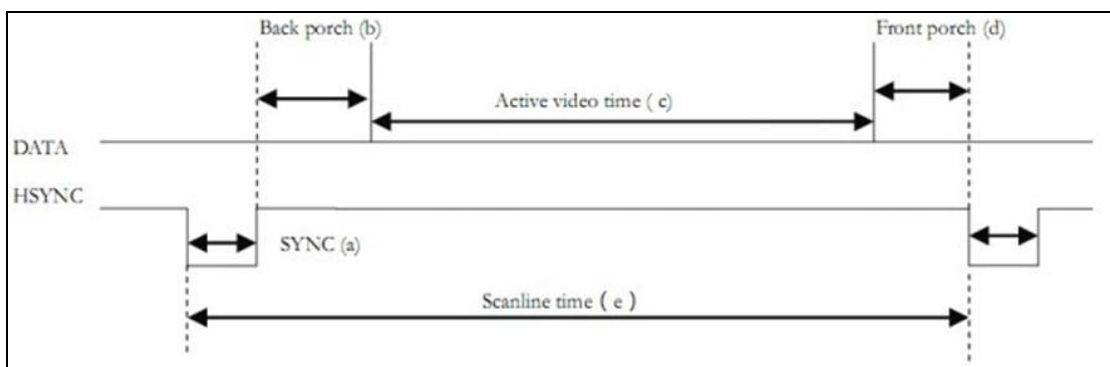 Back porch (b)
Front porch (d)
Active video time ( c)
DATA
HSYNC
SYNC (a)
Scanline time ( e )